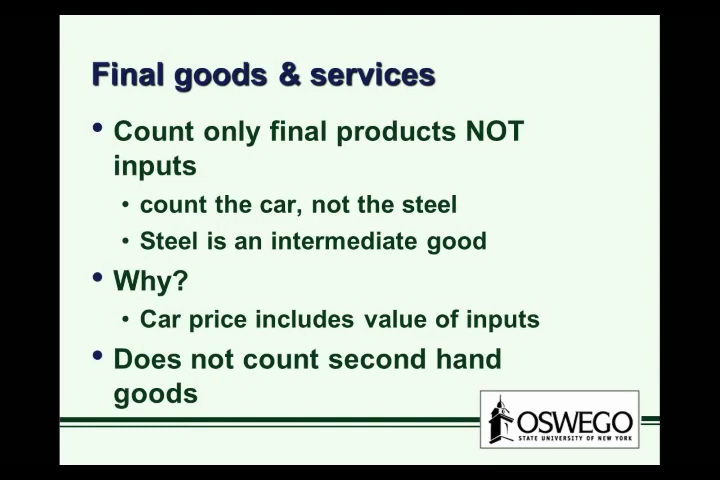 Final goods & services
• Count only final products NOT
inputs
• count the car, not the steel
• Steel is an intermediate good
• Why?
• Car price includes value of inputs
• Does not count second hand
goods
OSWEGO
STATE UNIVERSITY OF NEW YORK